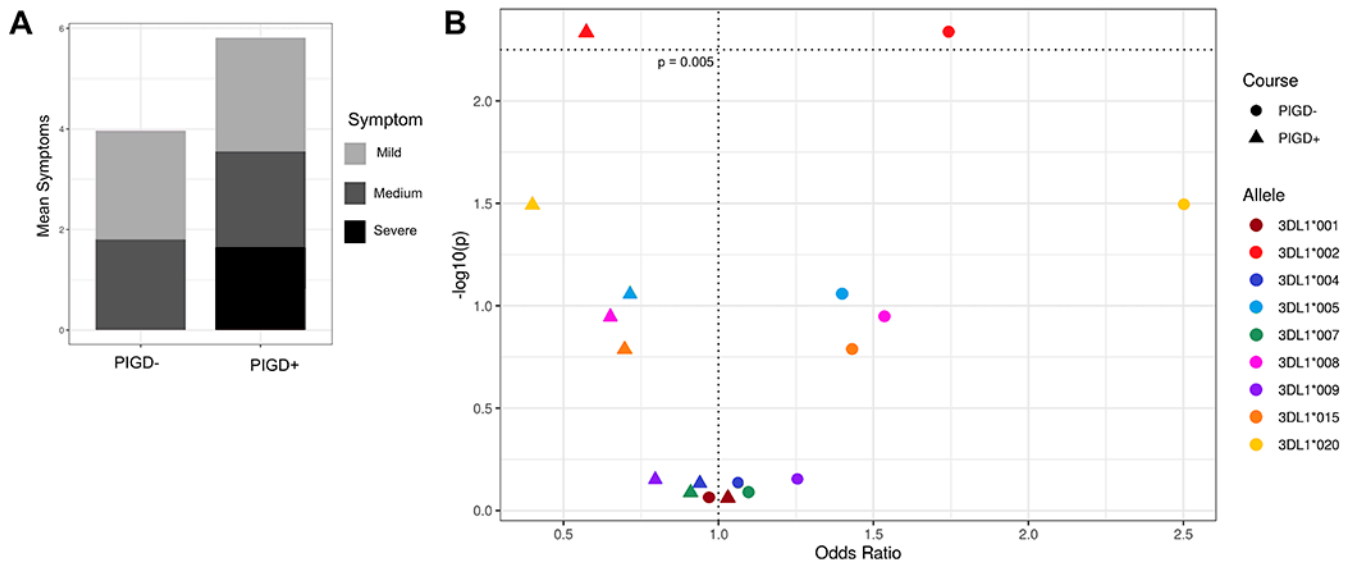 A
6
4
2
0
Mean Symptoms
PIGD-
PIGD+
Symptom
Mild
Medium
Severe
B
p = 0.005
2.0
1.5
1.0
0.5
0.0
-log10(p)
0.5
1.0
1.5
2.0
2.5
Odds Ratio
Course
PIGD-
PIGD+
Allele
3DL1*001
3DL1*002
3DL1*004
3DL1*005
3DL1*007
3DL1*008
3DL1*009
3DL1*015
3DL1*020